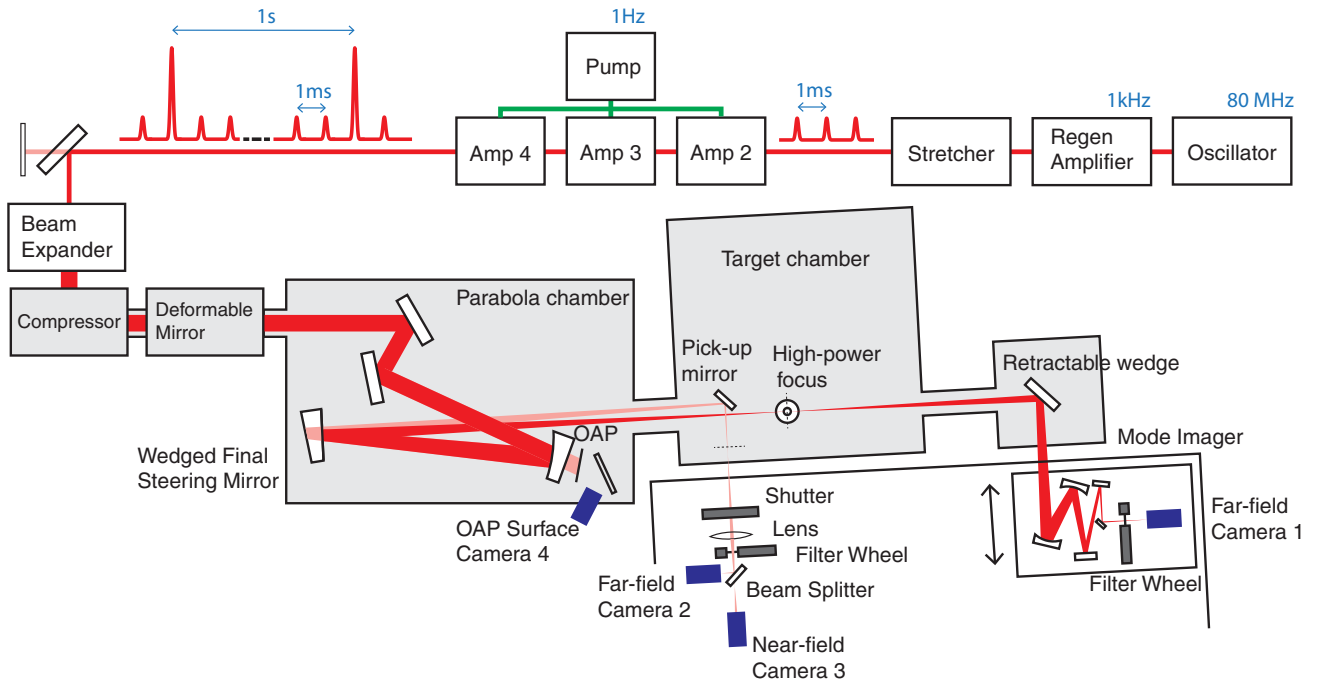 1s
1Hz
Pump
1ms
1ms
1kHz
80 MHz
Amp 4
Amp 3
Amp 2
Stretcher
Regen
Amplifier
Oscillator
Beam
Expander
Compressor
Deformable
Mirror
Parabola chamber
Target chamber
Pick-up
mirror
High-power
focus
Retractable wedge
Wedged Final
Steering Mirror
OAP
OAP Surface
Camera 4
Mode Imager
Shutter
Lens
Filter Wheel
Far-field
Camera 2
Beam Splitter
Near-field
Camera 3
Far-field
Camera 1
Filter Wheel